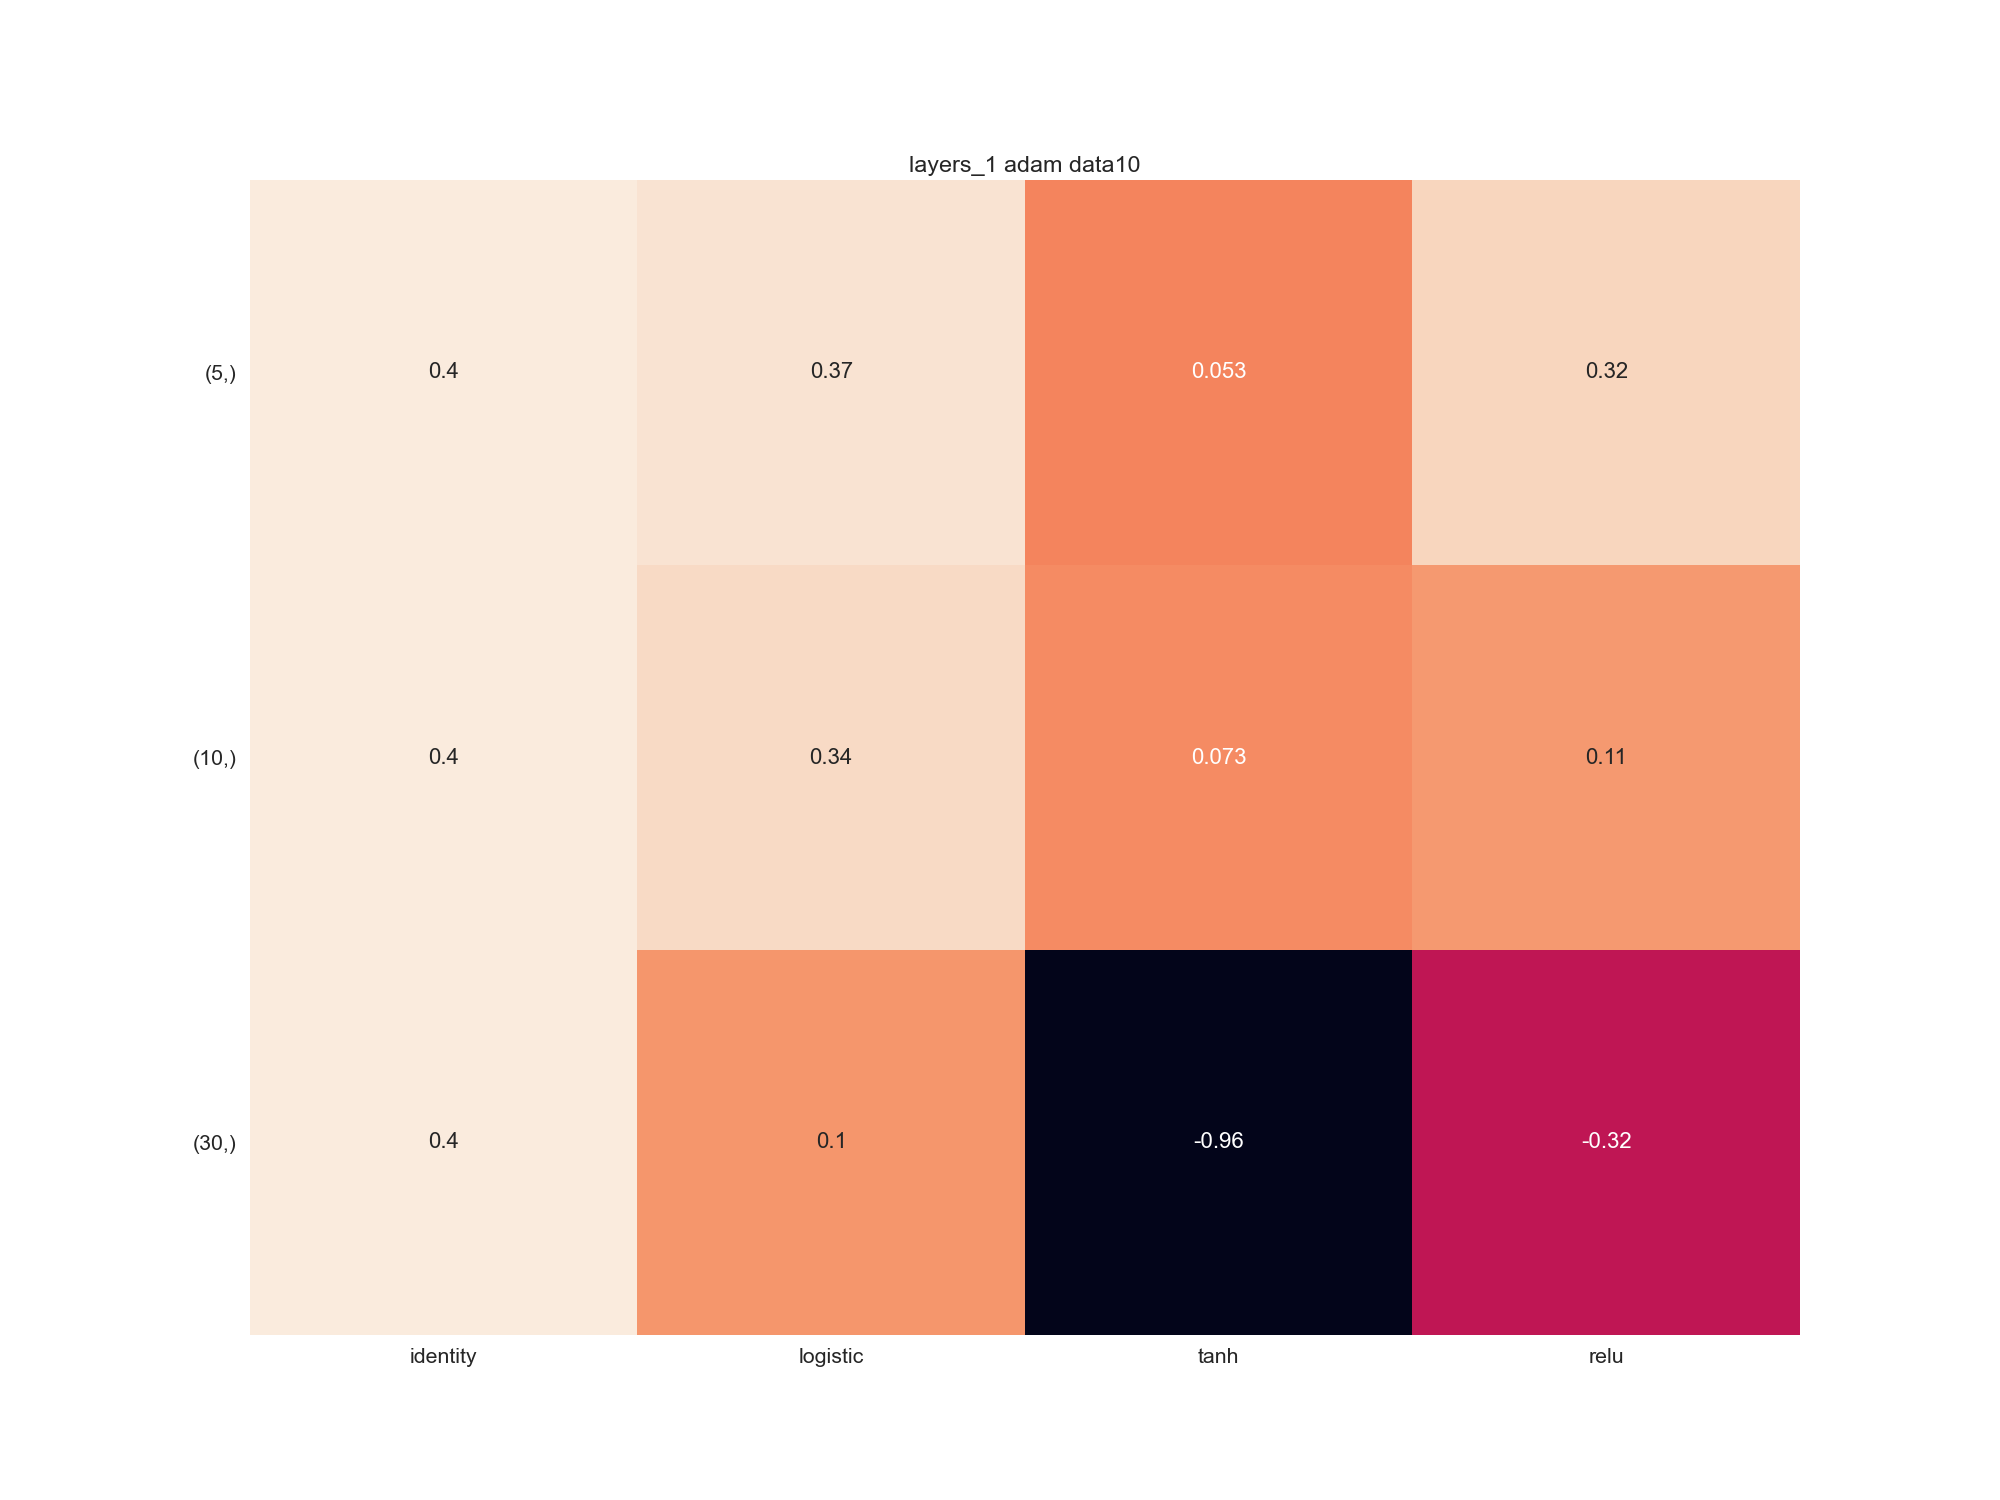 layers_1 adam data10
(5,) 0.4 0.37 0.053 0.32
(10,) 0.4 0.34 0.073 0.11
(30,) 0.4 0.1 -0.96 -0.32
identity logistic tanh relu